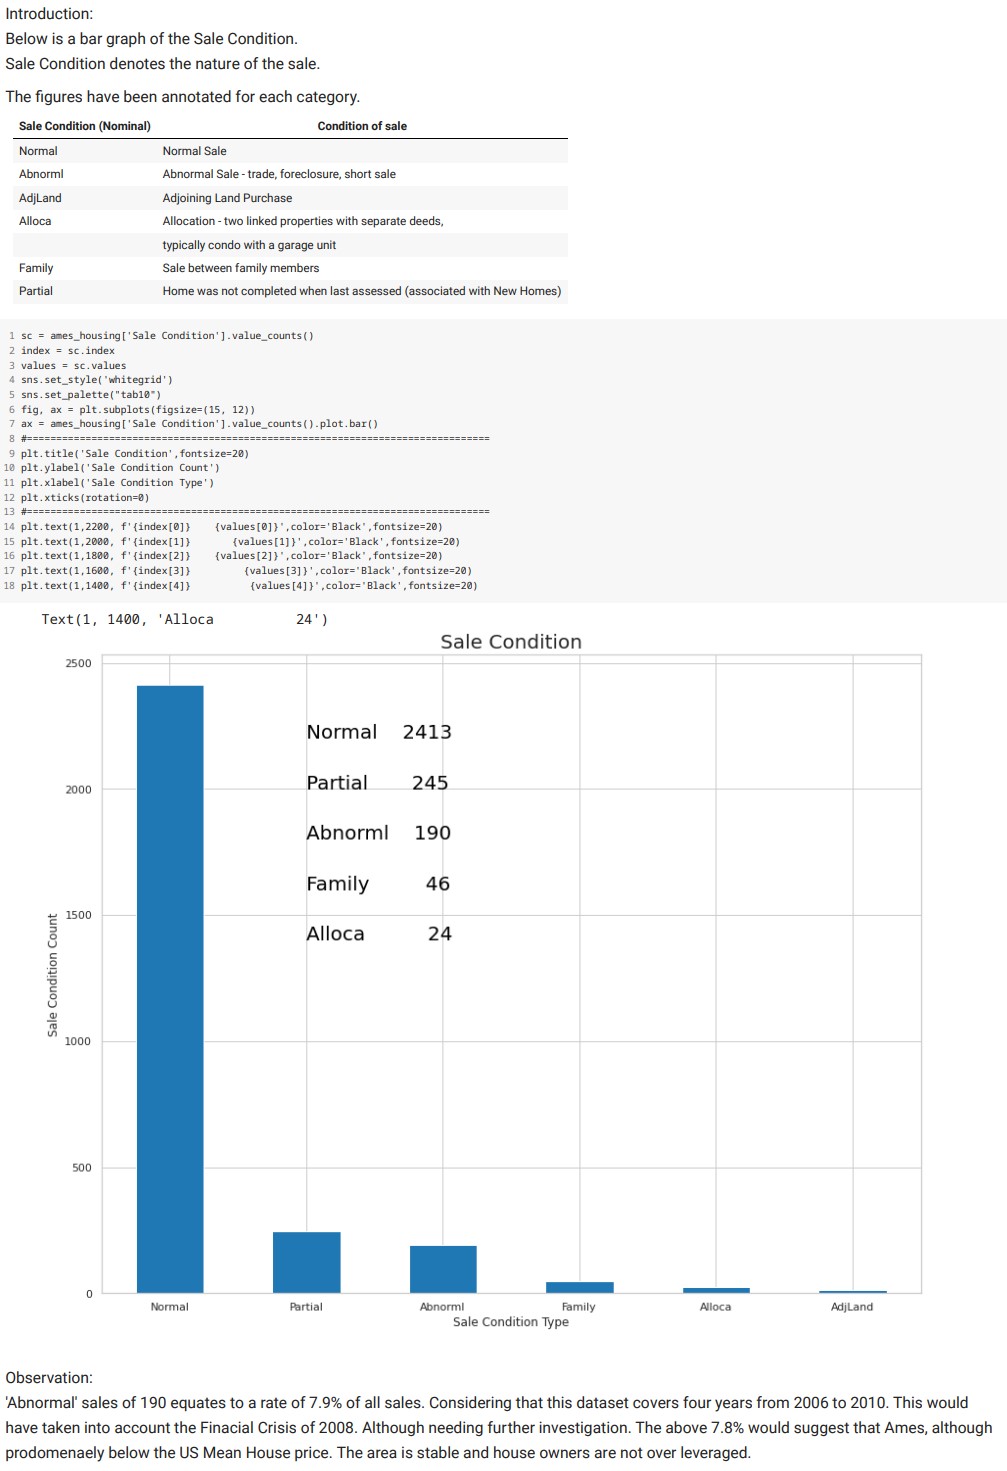 Introduction:
Below is a bar graph of the Sale Condition.
Sale Condition denotes the nature of the sale.
The figures have been annotated for each category.
Sale Condition (Nominal) Condition of sale
Normal Normal Sale
Abnorml Abnormal Sale - trade, foreclosure, short sale
AdjLand Adjoining Land Purchase
Alloca Allocation - two linked properties with separate deeds,
typically condo with a garage unit
Family Sale between family members
Partial Home was not completed when last assessed (associated with New Homes)
1 sc = ames_housing['Sale Condition'].value_counts()
2 index = sc.index
3 values = sc.values
4 sns.set_style('whitegrid')
5 sns.set_palette("tab10")
6 fig, ax = plt.subplots(figsize=(15, 12))
7 ax = ames_housing['Sale Condition'].value_counts().plot.bar()
8 #===============================================================================
9 plt.title('Sale Condition',fontsize=20)
10 plt.ylabel('Sale Condition Count')
11 plt.xlabel('Sale Condition Type')
12 plt.xticks(rotation=0)
13 #===============================================================================
14 plt.text(1,2200, f'{index[0]}    {values[0]}',color='Black',fontsize=20)
15 plt.text(1,2000, f'{index[1]}       {values[1]}',color='Black',fontsize=20)
16 plt.text(1,1800, f'{index[2]}    {values[2]}',color='Black',fontsize=20)
17 plt.text(1,1600, f'{index[3]}         {values[3]}',color='Black',fontsize=20)
18 plt.text(1,1400, f'{index[4]}          {values[4]}',color='Black',fontsize=20)
Text(1, 1400, 'Alloca          24')
Sale Condition
2500
Normal 2413
Partial 245
2000
Abnorml 190
Family 46
1500
Alloca 24
Sale Condition Count
1000
500
0
Normal Partial Abnorml Family Alloca AdjLand
Sale Condition Type
Observation:
'Abnormal' sales of 190 equates to a rate of 7.9% of all sales. Considering that this dataset covers four years from 2006 to 2010. This would
have taken into account the Finacial Crisis of 2008. Although needing further investigation. The above 7.8% would suggest that Ames, although
prodomenaely below the US Mean House price. The area is stable and house owners are not over leveraged.